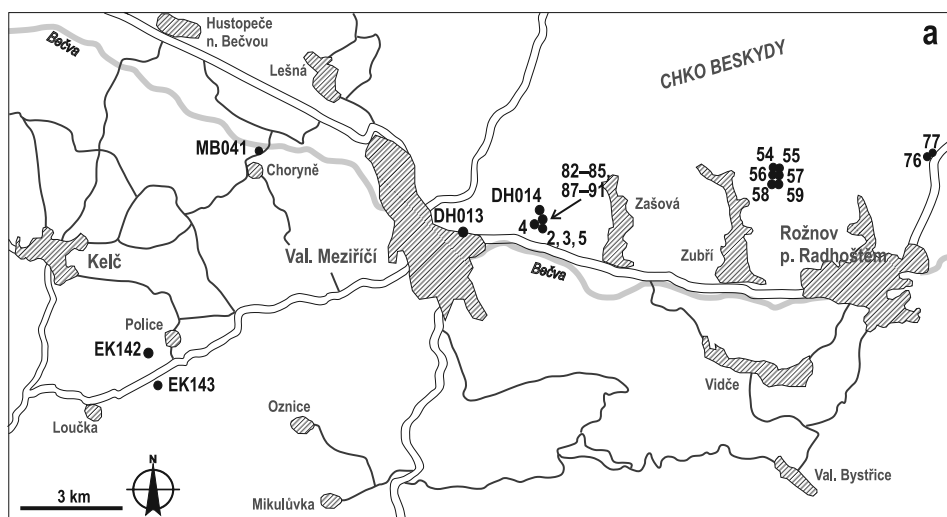 a
Hustopeče
n. Bečvou
Bečva
Lešná
CHKO BESKYDY
MB041
Choryně
77
76
54 55
56 57
58 59
82–85,
87–91
DH014
DH013
4
2, 3, 5
Zašová
Zubří
Rožnov
p. Radhoštěm
Kelč
Val. Meziříčí
Bečva
Police
EK142
EK143
Vidče
Loučka
Oznice
Val. Bystřice
Mikulůvka
N
3 km